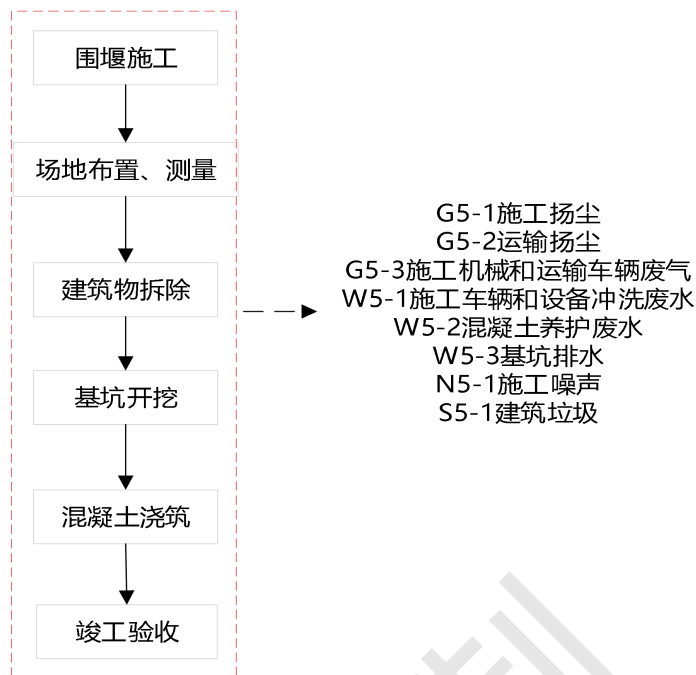 围堰施工
场地布置、测量
建筑物拆除
基坑开挖
混凝土浇筑
竣工验收
G5-1施工扬尘
G5-2运输扬尘
G5-3施工机械和运输车辆废气
W5-1施工车辆和设备冲洗废水
W5-2混凝土养护废水
W5-3基坑排水
N5-1施工噪声
S5-1建筑垃圾